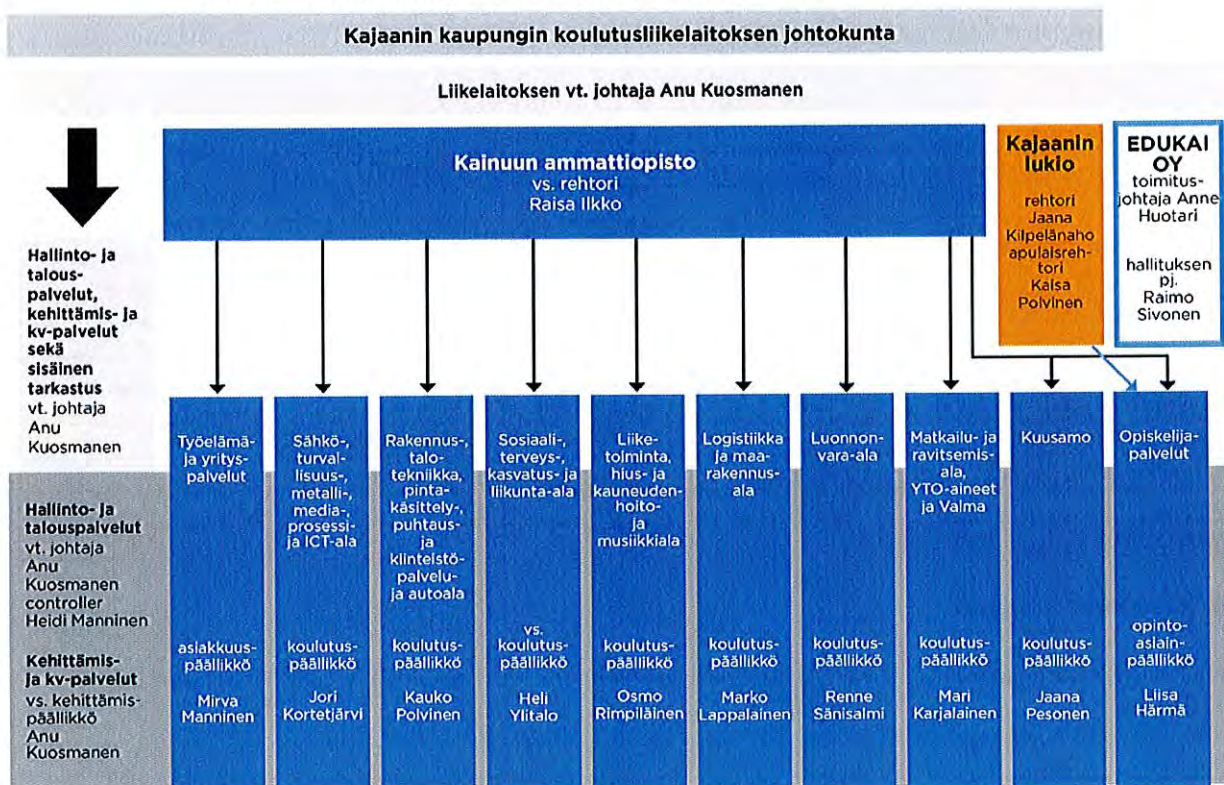 Kajaanin kaupungin koulutusliikelaitoksen johtokunta
Liikelaitoksen vt. johtaja Anu Kuosmanen
Kainuun ammattiopisto
vs. rehtori
Raisa Ilkko
Kajaanin
lukio
rehtori
Jaana
Kilpelänaho
apulaisreh-
tori
Kaisa
Polvinen
EDUKAI
OY
toimitus-
johtaja Anne
Huotari
hallituksen
pj.
Raimo
Sivonen
Hallinto- ja
talous-
palvelut,
kehittämis- ja
kv-palvelut
sekä
sisäinen
tarkastus
vt. johtaja
Anu
Kuosmanen
Hallinto- ja
talouspalvelut
vt. johtaja
Anu
Kuosmanen
controller
Heidi Manninen
Kehittämis-
ja kv-palvelut
vs. kehittämis-
päällikkö
Anu
Kuosmanen
Työelämä-
ja yritys-
palvelut
asiakkuus-
päällikkö
Mirva
Manninen
Sähkö-,
turval-
lisuus-,
metalli-,
media-,
prosessi-
ja ICT-ala
koulutus-
päällikkö
Jori
Kortetjärvi
Rakennus-,
talo-
tekniikka,
pinta-
käsittely-,
puhtaus-
ja
kiinteistö-
palvelu-
ja autoala
koulutus-
päällikkö
Kauko
Polvinen
Sosiaali-,
terveys-,
kasvatus- ja
liikunta-ala
vs.
koulutus-
päällikkö
Heli
Ylitalo
Liike-
toiminta,
hius- ja
kauneuden-
hoito-
ja
musiikkiala
koulutus-
päällikkö
Osmo
Rimpiläinen
Logistiikka
ja maa-
rakennus-
ala
koulutus-
päällikkö
Marko
Lappalainen
Luonnon-
vara-ala
koulutus-
päällikkö
Renne
Sänisalmi
Matkailu- ja
ravitsemis-
ala,
YTO-aineet
ja Valma
koulutus-
päällikkö
Mari
Karjalainen
Kuusamo
koulutus-
päällikkö
Jaana
Pesonen
Opiskelija-
palvelut
opinto-
asiain-
päällikkö
Liisa
Härmä